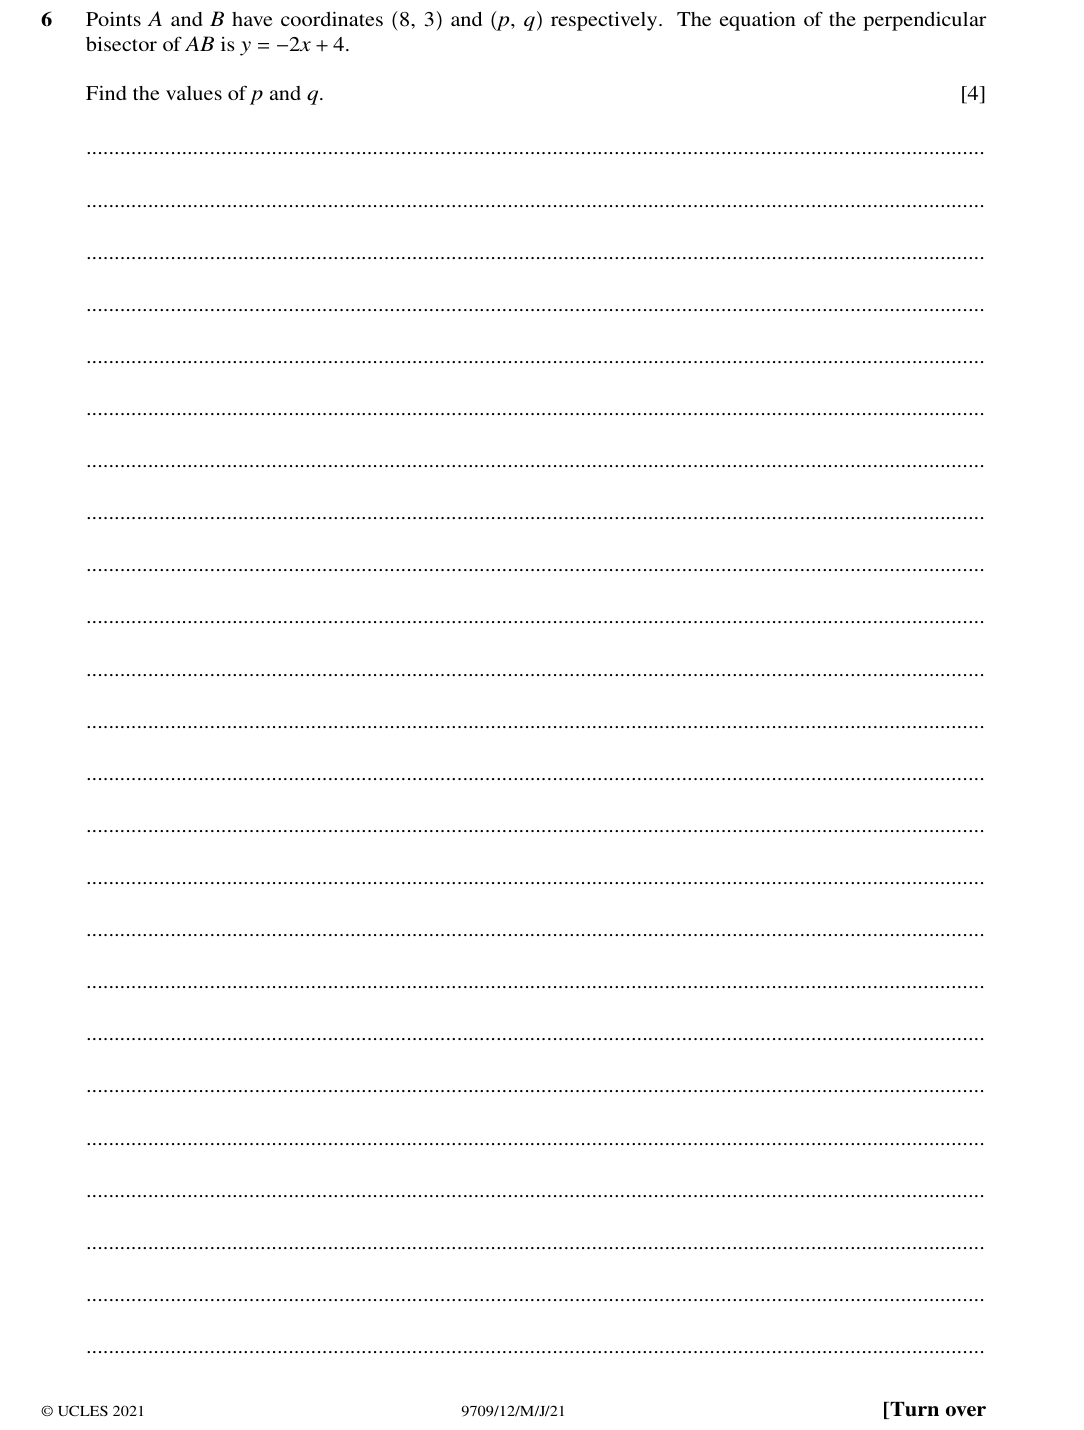 6 Points A and B have coordinates (8, 3) and (p, q) respectively. The equation of the perpendicular
bisector of AB is y = −2x + 4.
Find the values of p and q. [4]
© UCLES 2021 9709/12/M/J/21 [Turn over